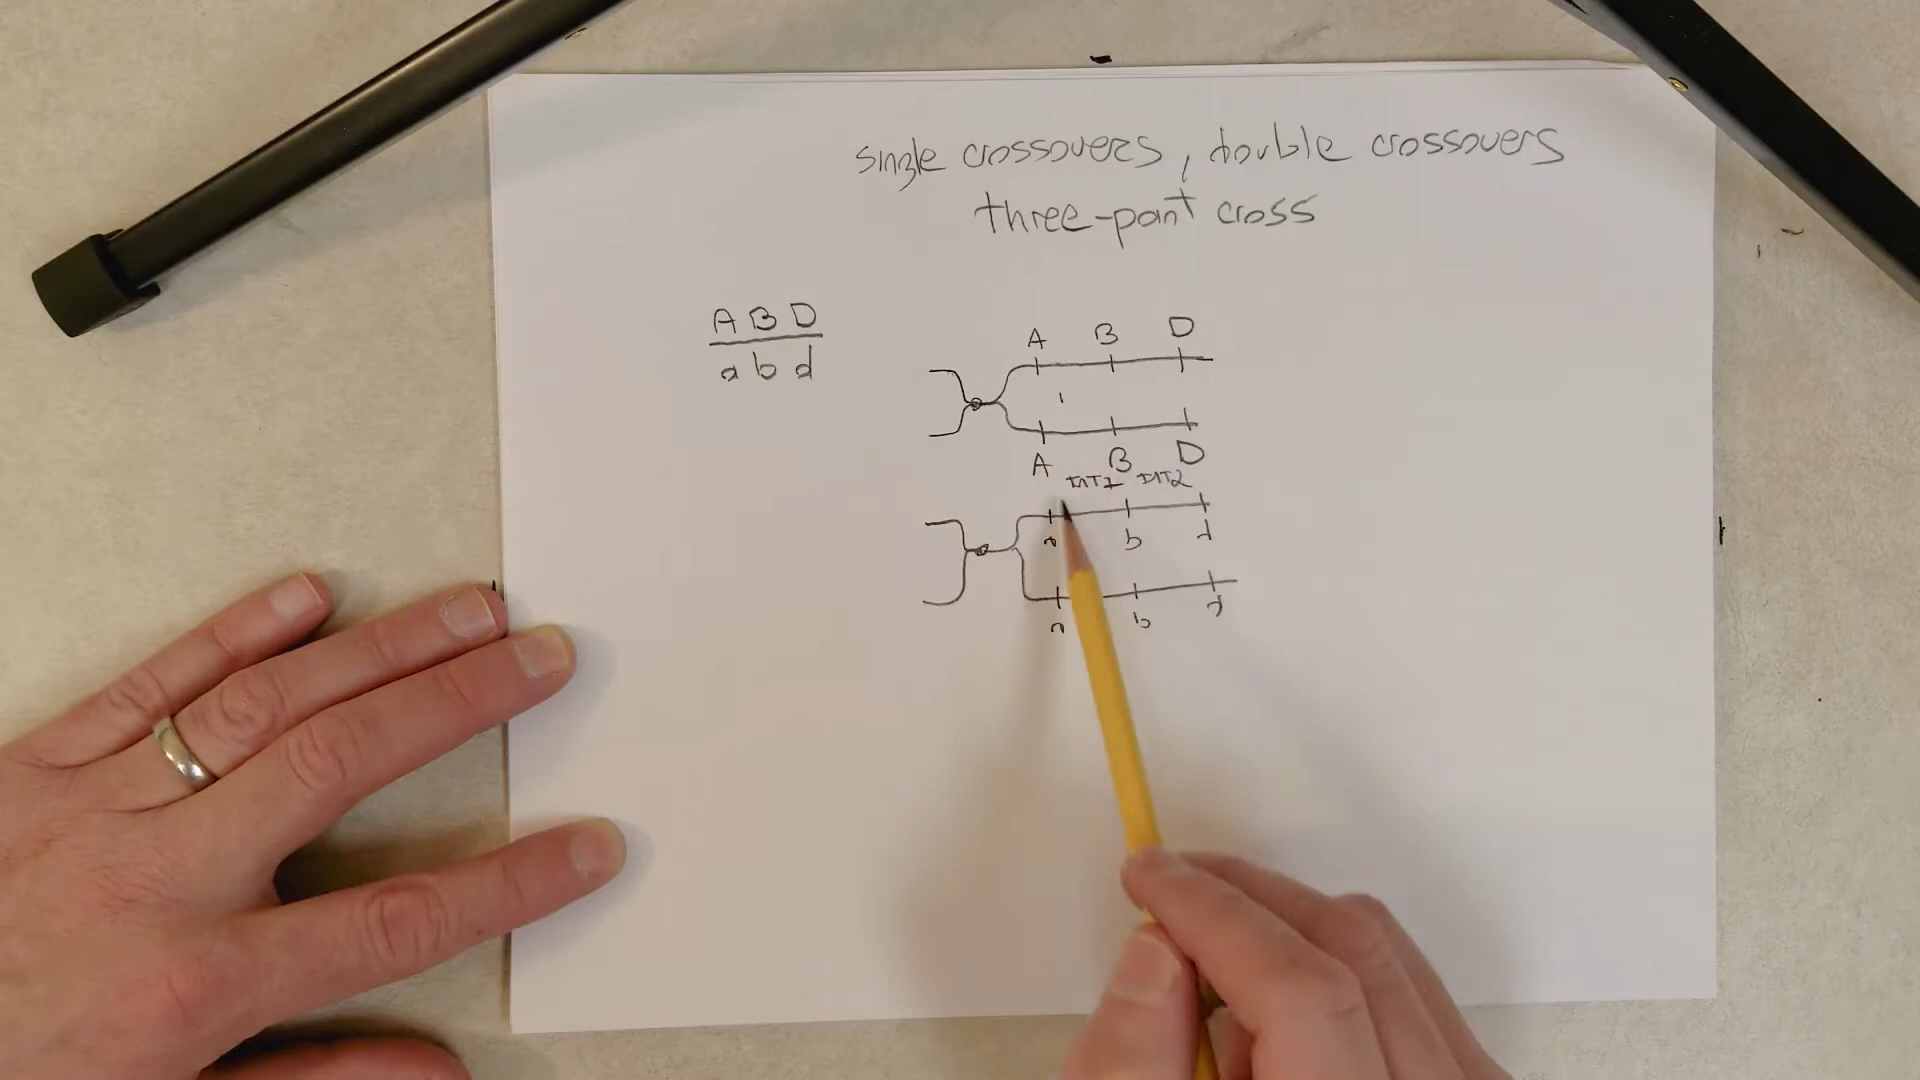 single crossovers, double crossovers
three-point cross
A B D
a b d
A B D
A B D
INT1 INT2
a b d
a b d